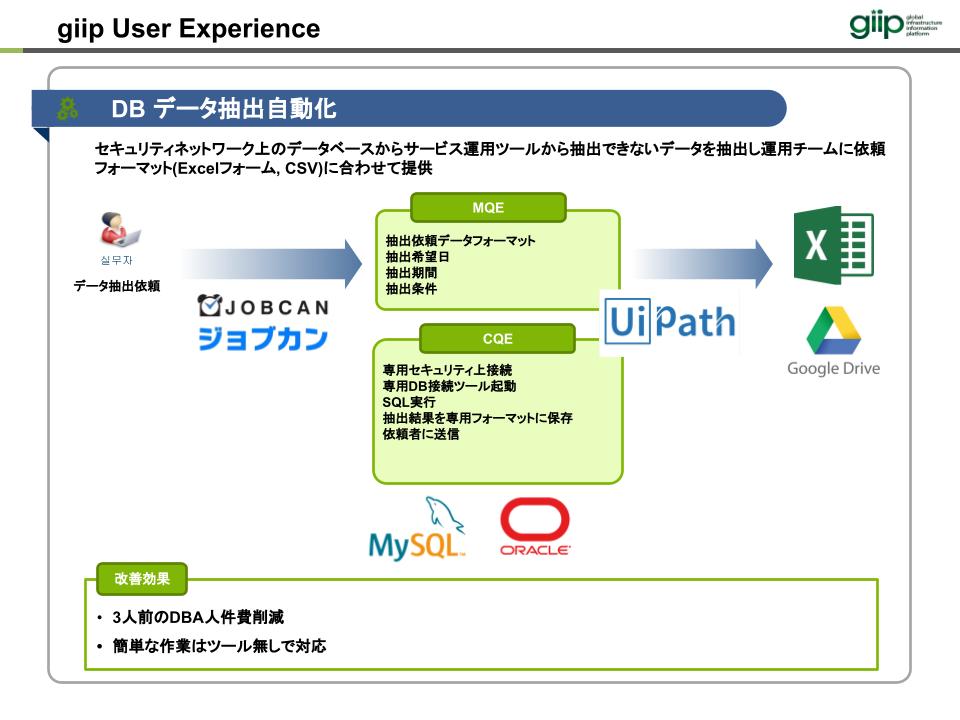 giip User Experience
giip global infrastructure information platform
DB データ抽出自動化
セキュリティネットワーク上のデータベースからサービス運用ツールから抽出できないデータを抽出し運用チームに依頼
フォーマット(Excelフォーム, CSV)に合わせて提供
MQE
抽出依頼データフォーマット
抽出希望日
抽出期間
抽出条件
실무자
データ抽出依頼
JOBCAN
ジョブカン
UiPath
X
Google Drive
CQE
専用セキュリティ上接続
専用DB接続ツール起動
SQL実行
抽出結果を専用フォーマットに保存
依頼者に送信
MySQL
ORACLE
改善効果
• 3人前のDBA人件費削減
• 簡単な作業はツール無しで対応